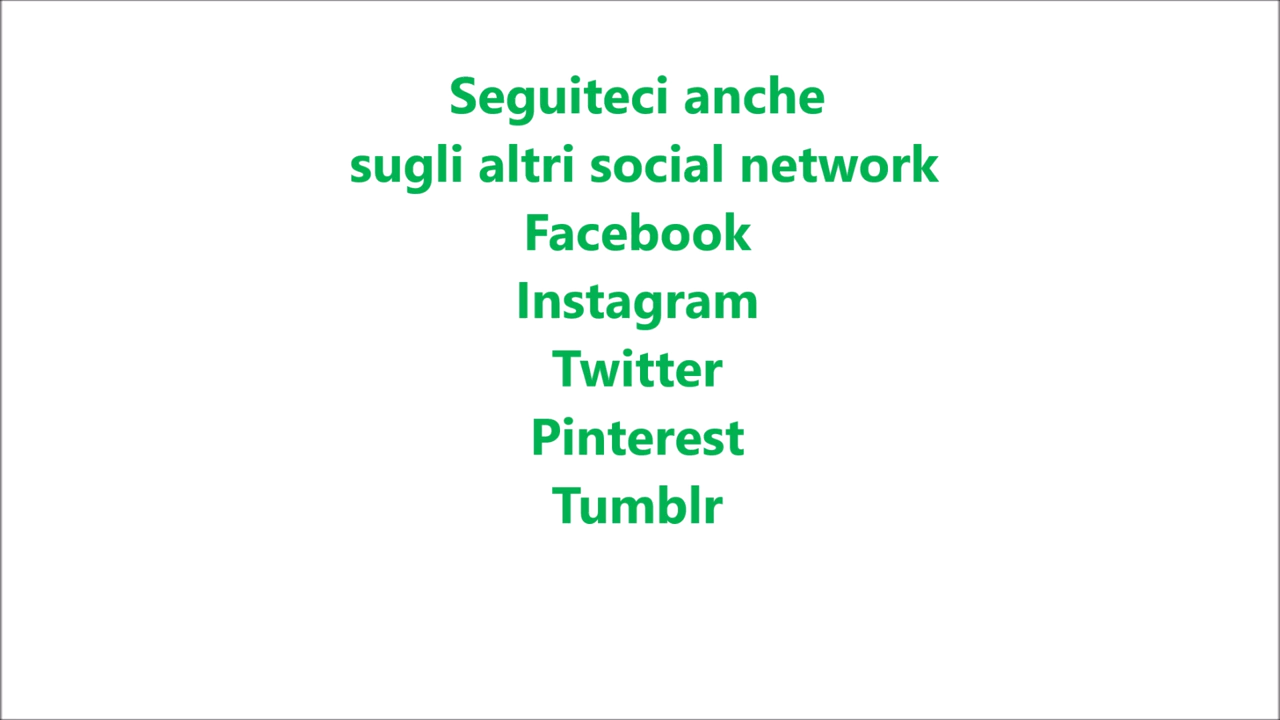 Seguiteci anche
sugli altri social network
Facebook
Instagram
Twitter
Pinterest
Tumblr